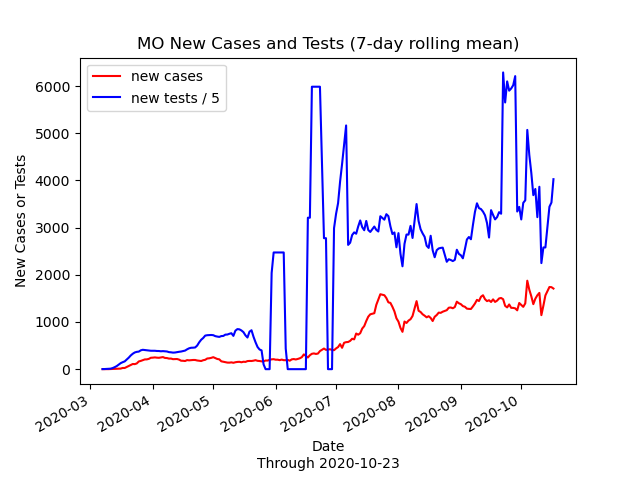 MO New Cases and Tests (7-day rolling mean)
new cases
new tests / 5
New Cases or Tests
6000
5000
4000
3000
2000
1000
0
2020-03
2020-04
2020-05
2020-06
2020-07
2020-08
2020-09
2020-10
Date
Through 2020-10-23